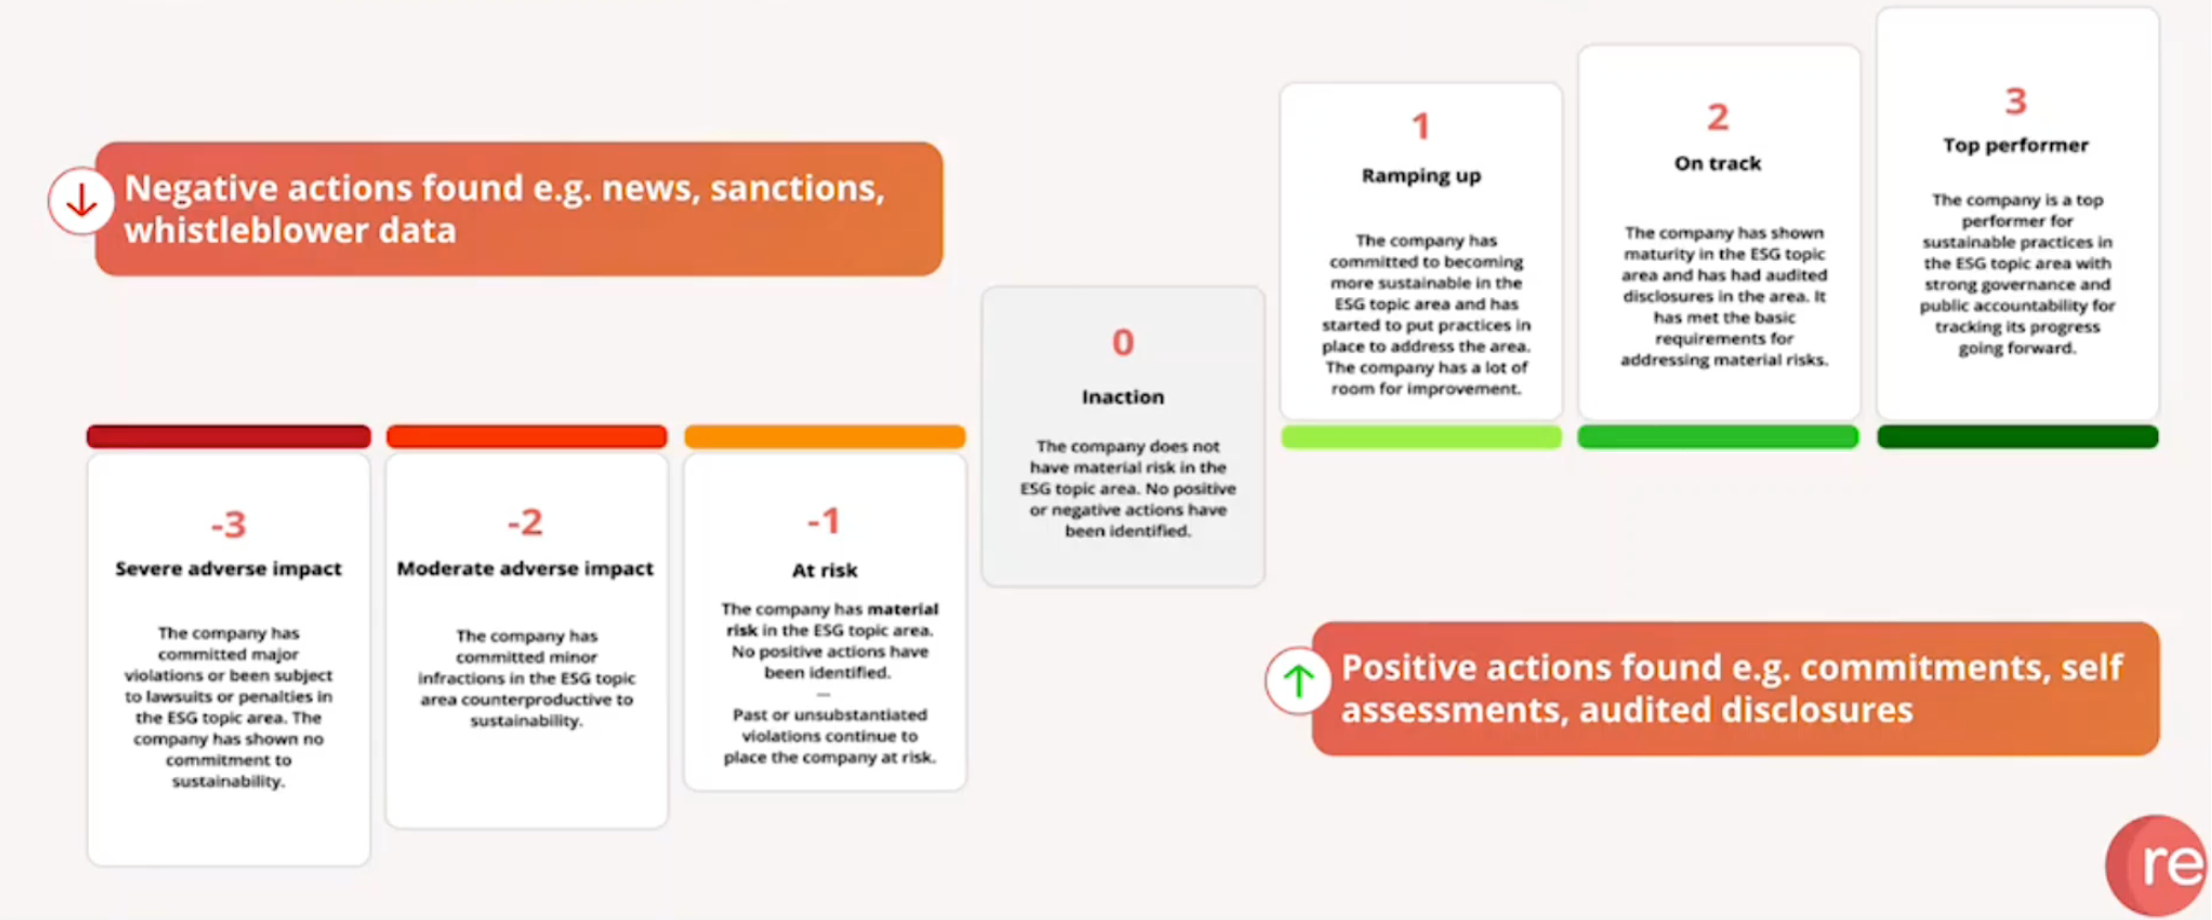 Negative actions found e.g. news, sanctions,
whistleblower data
-3
Severe adverse impact
The company has
committed major
violations or been subject
to lawsuits or penalties in
the ESG topic area. The
company has shown no
commitment to
sustainability.
-2
Moderate adverse impact
The company has
committed minor
infractions in the ESG topic
area counterproductive to
sustainability.
-1
At risk
The company has material
risk in the ESG topic area.
No positive actions have
been identified.
—
Past or unsubstantiated
violations continue to
place the company at risk.
0
Inaction
The company does not
have material risk in the
ESG topic area. No positive
or negative actions have
been identified.
1
Ramping up
The company has
committed to becoming
more sustainable in the
ESG topic area and has
started to put practices in
place to address the area.
The company has a lot of
room for improvement.
2
On track
The company has shown
maturity in the ESG topic
area and has had audited
disclosures in the area. It
has met the basic
requirements for
addressing material risks.
3
Top performer
The company is a top
performer for
sustainable practices in
the ESG topic area with
strong governance and
public accountability for
tracking its progress
going forward.
Positive actions found e.g. commitments, self
assessments, audited disclosures
re